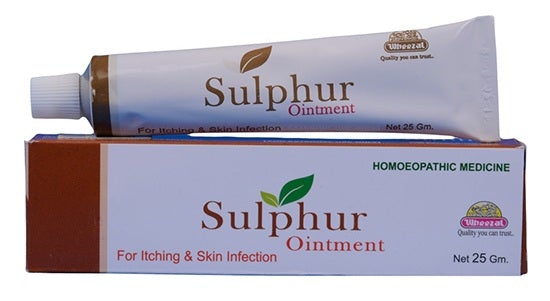 Wheezal
Quality you can trust..
Sulphur
Ointment
For Itching & Skin Infection
Net 25 Gm.
HOMOEOPATHIC MEDICINE
Sulphur
Ointment
Wheezal
Quality you can trust..
For Itching & Skin Infection
Net 25 Gm.